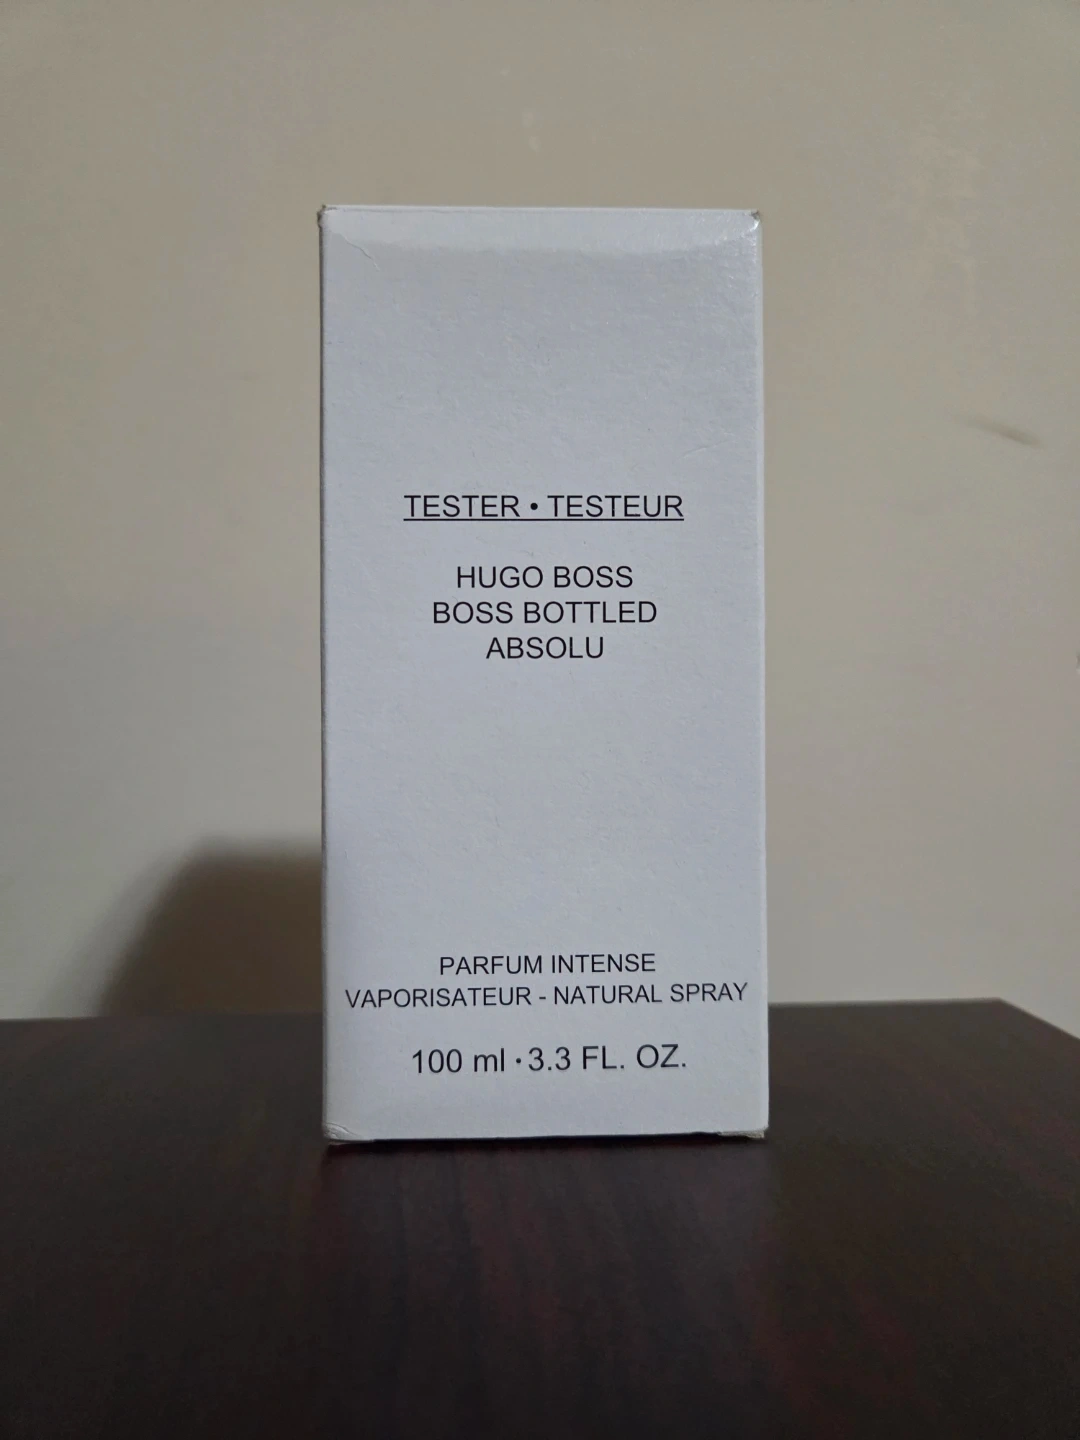 TESTER • TESTEUR
HUGO BOSS
BOSS BOTTLED
ABSOLU
PARFUM INTENSE
VAPORISATEUR - NATURAL SPRAY
100 ml • 3.3 FL. OZ.